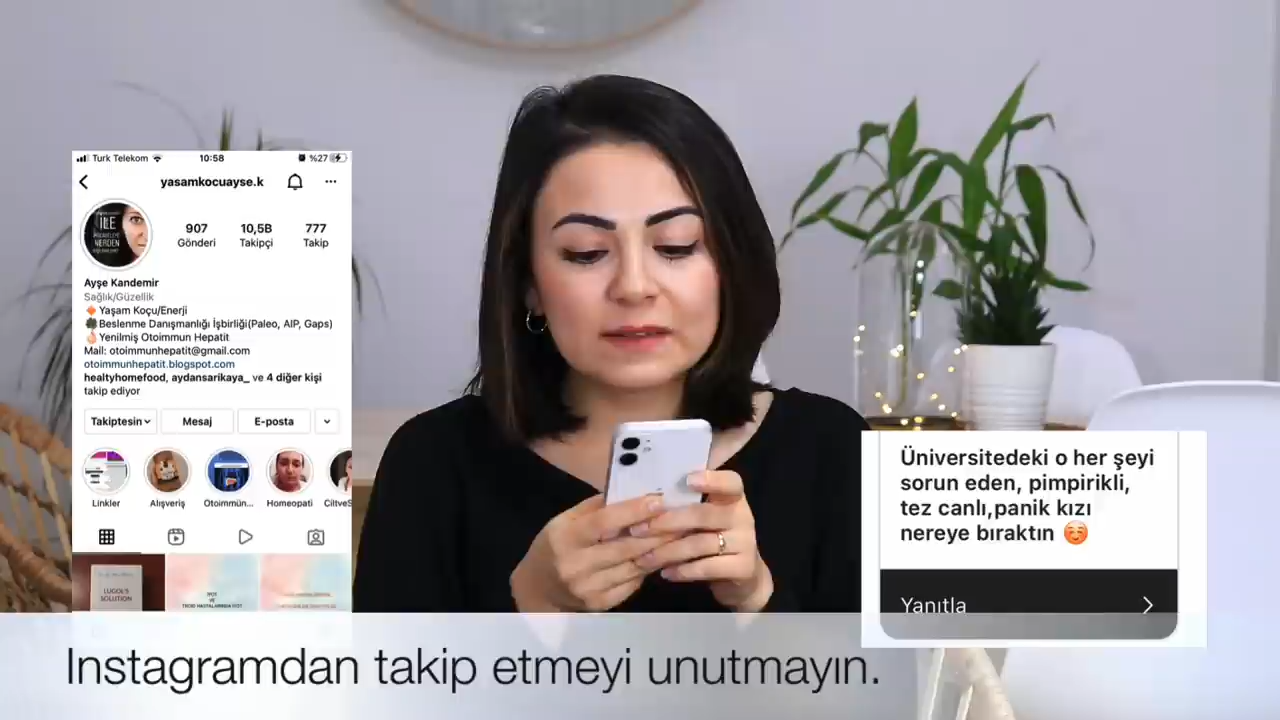 Turk Telekom
10:58
%27
yasamkocuayse.k
İLE
NERDEN
907
10,5B
777
Gönderi
Takipçi
Takip
Ayşe Kandemir
Sağlık/Güzellik
Yaşam Koçu/Enerji
Beslenme Danışmanlığı İşbirliği(Paleo, AIP, Gaps)
Yenilmiş Otoimmun Hepatit
Mail: otoimmunhepatit@gmail.com
otoimmunhepatit.blogspot.com
healtyhomefood, aydansarikaya_ ve 4 diğer kişi
takip ediyor
Takiptesin
Mesaj
E-posta
Linkler
Alışveriş
Otoimmün...
Homeopati
LUGOL'S
SOLUTION
Üniversitedeki o her şeyi
sorun eden, pimpirikli,
tez canlı,panik kızı
nereye bıraktın ☺️
Yanıtla
Instagramdan takip etmeyi unutmayın.